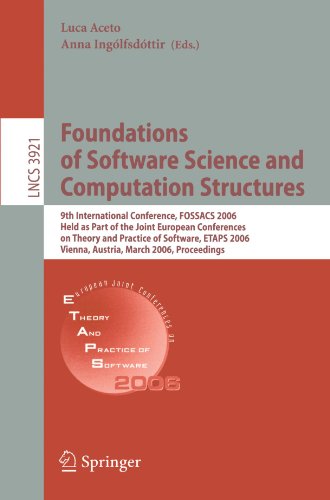 Luca Aceto
Anna Ingólfsdóttir (Eds.)
LNCS 3921
Foundations
of Software Science and
Computation Structures
9th International Conference, FOSSACS 2006
Held as Part of the Joint European Conferences
on Theory and Practice of Software, ETAPS 2006
Vienna, Austria, March 2006, Proceedings
European Joint Conferences on
THEORY
AND
PRACTICE OF
SOFTWARE
E T A P S
2006
Springer